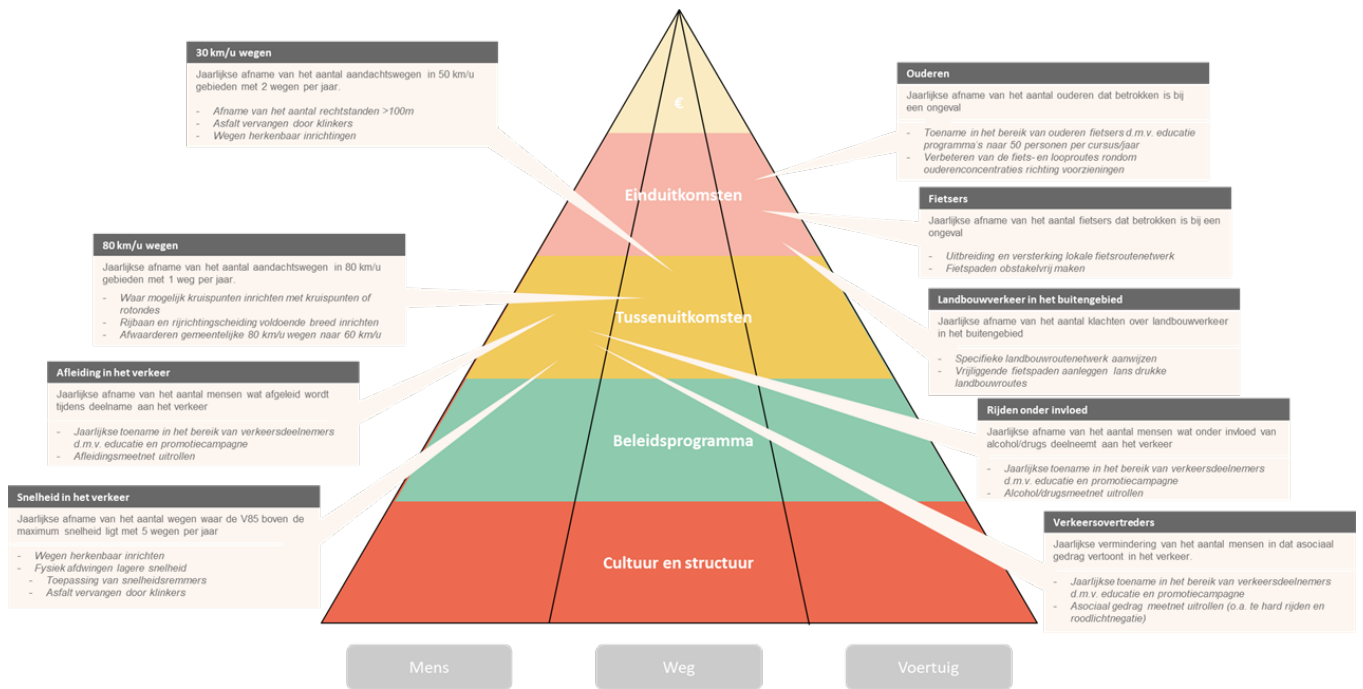 30 km/u wegen
Jaarlijkse afname van het aantal aandachtswegen in 50 km/u
gebieden met 2 wegen per jaar.
- Afname van het aantal rechtstanden >100m
- Asfalt vervangen door klinkers
- Wegen herkenbaar inrichtingen
80 km/u wegen
Jaarlijkse afname van het aantal aandachtswegen in 80 km/u
gebieden met 1 weg per jaar.
- Waar mogelijk kruispunten inrichten met kruispunten of
rotondes
- Rijbaan en rijrichtingscheiding voldoende breed inrichten
- Afwaarderen gemeentelijke 80 km/u wegen naar 60 km/u
Afleiding in het verkeer
Jaarlijkse afname van het aantal mensen wat afgeleid wordt
tijdens deelname aan het verkeer
- Jaarlijkse toename in het bereik van verkeersdeelnemers
d.m.v. educatie en promotiecampagne
- Afleidingsmeetnet uitrollen
Snelheid in het verkeer
Jaarlijkse afname van het aantal wegen waar de V85 boven de
maximum snelheid ligt met 5 wegen per jaar
- Wegen herkenbaar inrichten
- Fysiek afdwingen lagere snelheid
- Toepassing van snelheidsremmers
- Asfalt vervangen door klinkers
€
Einduitkomsten
Tussenuitkomsten
Beleidsprogramma
Cultuur en structuur
Ouderen
Jaarlijkse afname van het aantal ouderen dat betrokken is bij
een ongeval
- Toename in het bereik van ouderen fietsers d.m.v. educatie
programma's naar 50 personen per cursus/jaar
- Verbeteren van de fiets- en looproutes rondom
ouderenconcentraties richting voorzieningen
Fietsers
Jaarlijkse afname van het aantal fietsers dat betrokken is bij een
ongeval
- Uitbreiding en versterking lokale fietsroutenetwerk
- Fietspaden obstakelvrij maken
Landbouwverkeer in het buitengebied
Jaarlijkse afname van het aantal klachten over landbouwverkeer
in het buitengebied
- Specifieke landbouwroutenetwerk aanwijzen
- Vrijliggende fietspaden aanleggen lans drukke
landbouwroutes
Rijden onder invloed
Jaarlijkse afname van het aantal mensen wat onder invloed van
alcohol/drugs deelneemt aan het verkeer
- Jaarlijkse toename in het bereik van verkeersdeelnemers
d.m.v. educatie en promotiecampagne
- Alcohol/drugsmeetnet uitrollen
Verkeersovertreders
Jaarlijkse vermindering van het aantal mensen in dat asociaal
gedrag vertoont in het verkeer.
- Jaarlijkse toename in het bereik van verkeersdeelnemers
d.m.v. educatie en promotiecampagne
- Asociaal gedrag meetnet uitrollen (o.a. te hard rijden en
roodlichtnegatie)
Mens
Weg
Voertuig